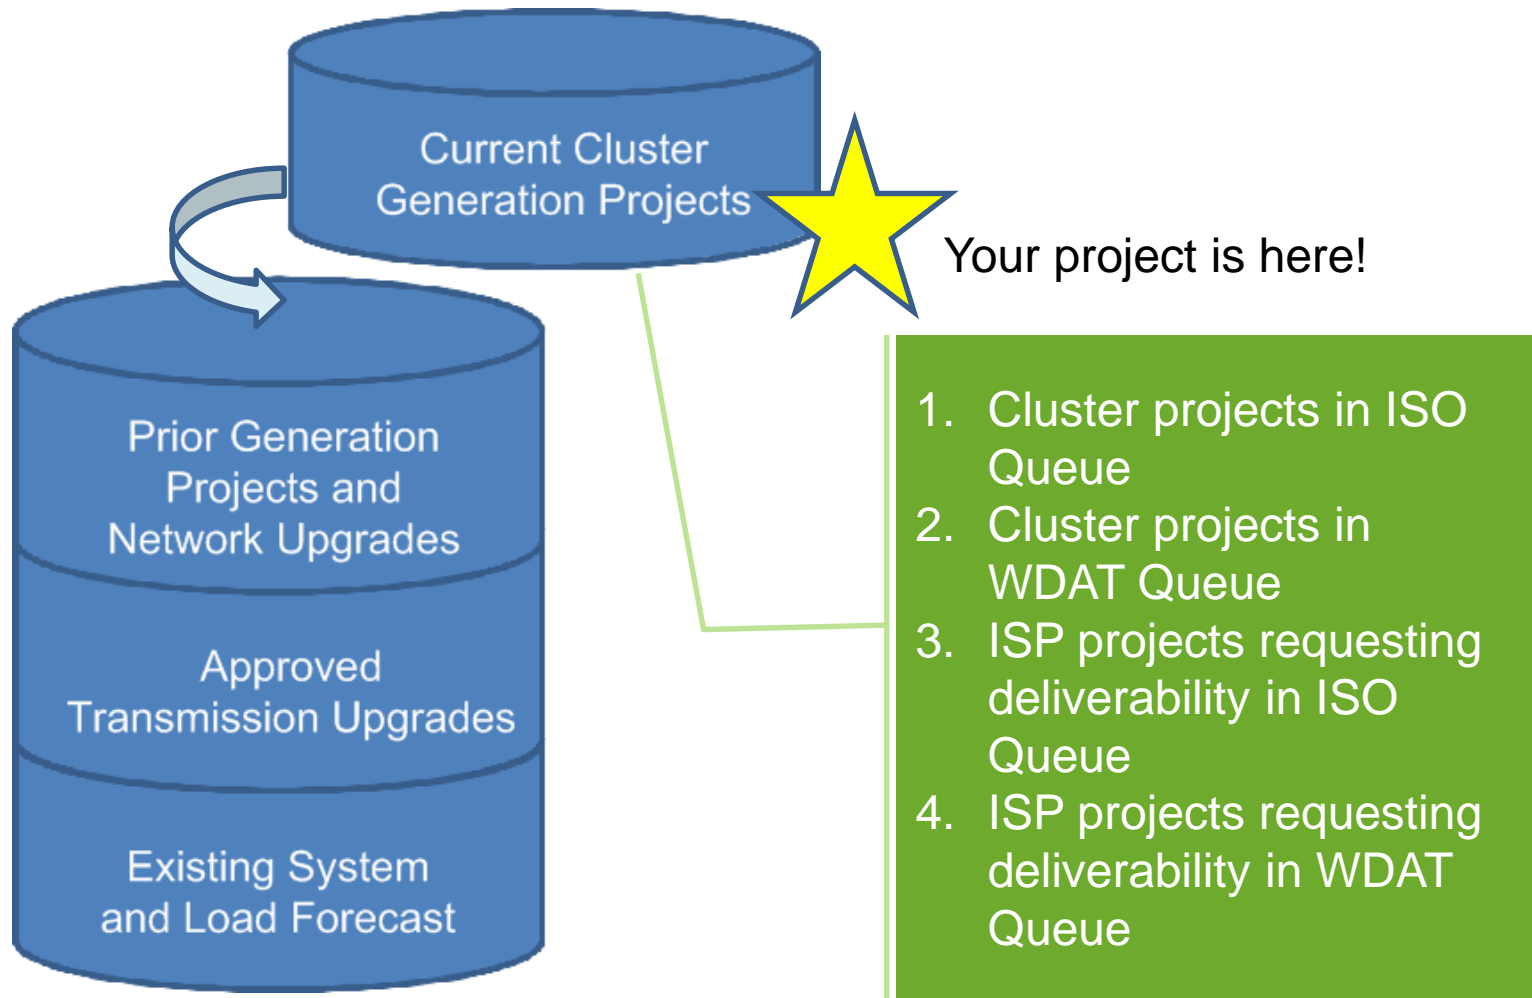 Current Cluster
Generation Projects
Your project is here!
Prior Generation
Projects and
Network Upgrades
Approved
Transmission Upgrades
Existing System
and Load Forecast
1. Cluster projects in ISO
Queue
2. Cluster projects in
WDAT Queue
3. ISP projects requesting
deliverability in ISO
Queue
4. ISP projects requesting
deliverability in WDAT
Queue